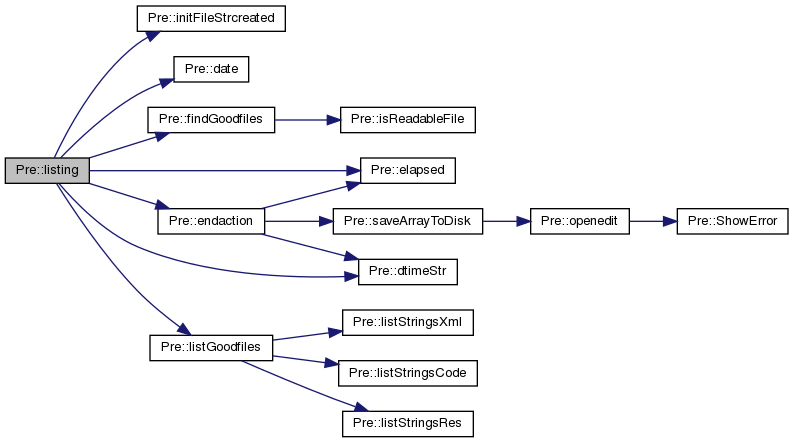 Pre::initFileStrcreated
Pre::date
Pre::findGoodfiles
Pre::isReadableFile
Pre::listing
Pre::elapsed
Pre::endaction
Pre::saveArrayToDisk
Pre::openedit
Pre::ShowError
Pre::dtimeStr
Pre::listStringsXml
Pre::listGoodfiles
Pre::listStringsCode
Pre::listStringsRes